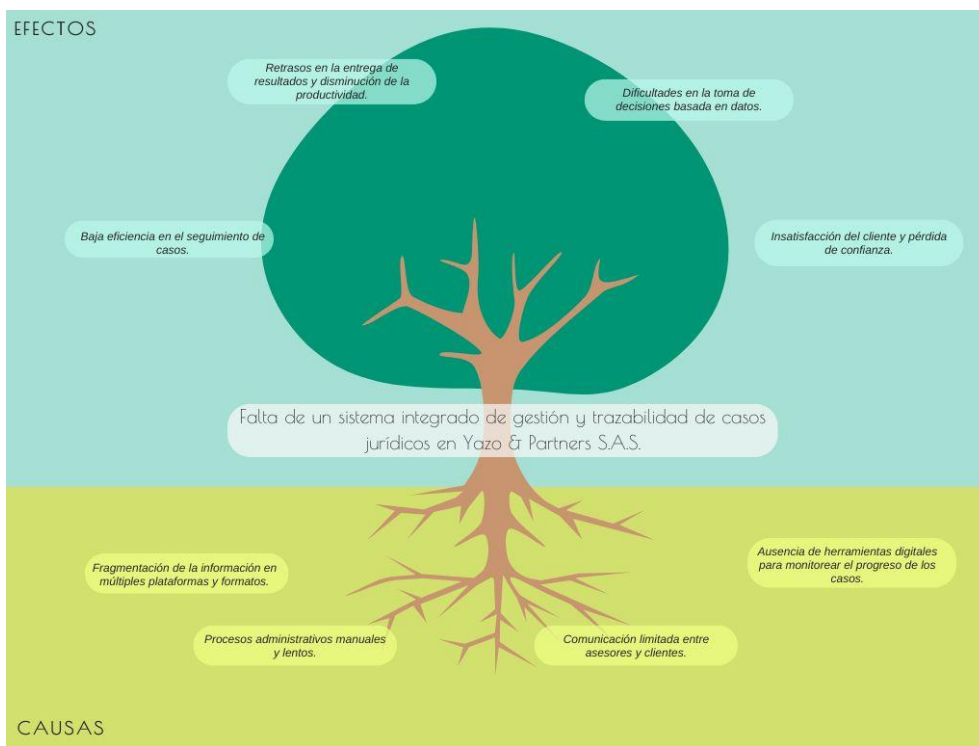 EFECTOS
Retrasos en la entrega de
resultados y disminución de la
productividad.
Dificultades en la toma de
decisiones basada en datos.
Baja eficiencia en el seguimiento de
casos.
Insatisfacción del cliente y pérdida
de confianza.
Falta de un sistema integrado de gestión y trazabilidad de casos
jurídicos en Yazo & Partners S.A.S.
Fragmentación de la información en
múltiples plataformas y formatos.
Ausencia de herramientas digitales
para monitorear el progreso de los
casos.
Procesos administrativos manuales
y lentos.
Comunicación limitada entre
asesores y clientes.
CAUSAS